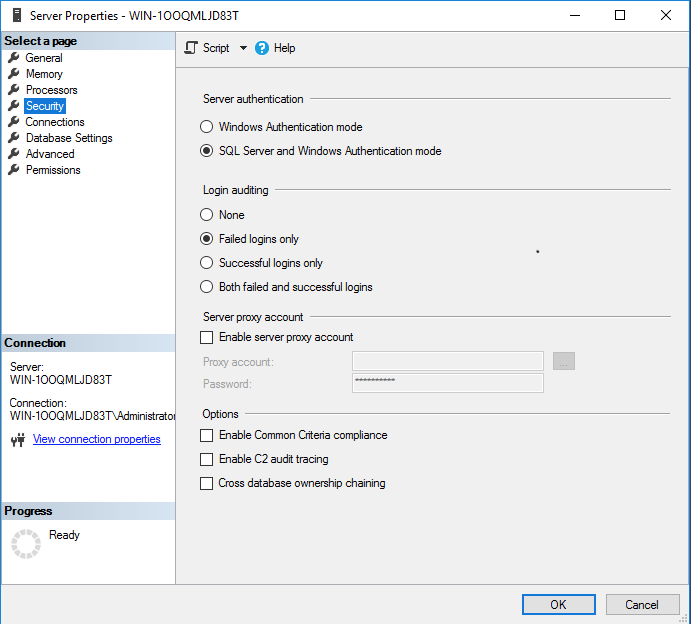 Server Properties - WIN-1OOQMLJD83T
Select a page
General
Memory
Processors
Security
Connections
Database Settings
Advanced
Permissions
Connection
Server:
WIN-1OOQMLJD83T
Connection:
WIN-1OOQMLJD83T\Administrator
View connection properties
Progress
Ready
Script
Help
Server authentication
Windows Authentication mode
SQL Server and Windows Authentication mode
Login auditing
None
Failed logins only
Successful logins only
Both failed and successful logins
Server proxy account
Enable server proxy account
Proxy account:
...
Password:
**********
Options
Enable Common Criteria compliance
Enable C2 audit tracing
Cross database ownership chaining
OK
Cancel